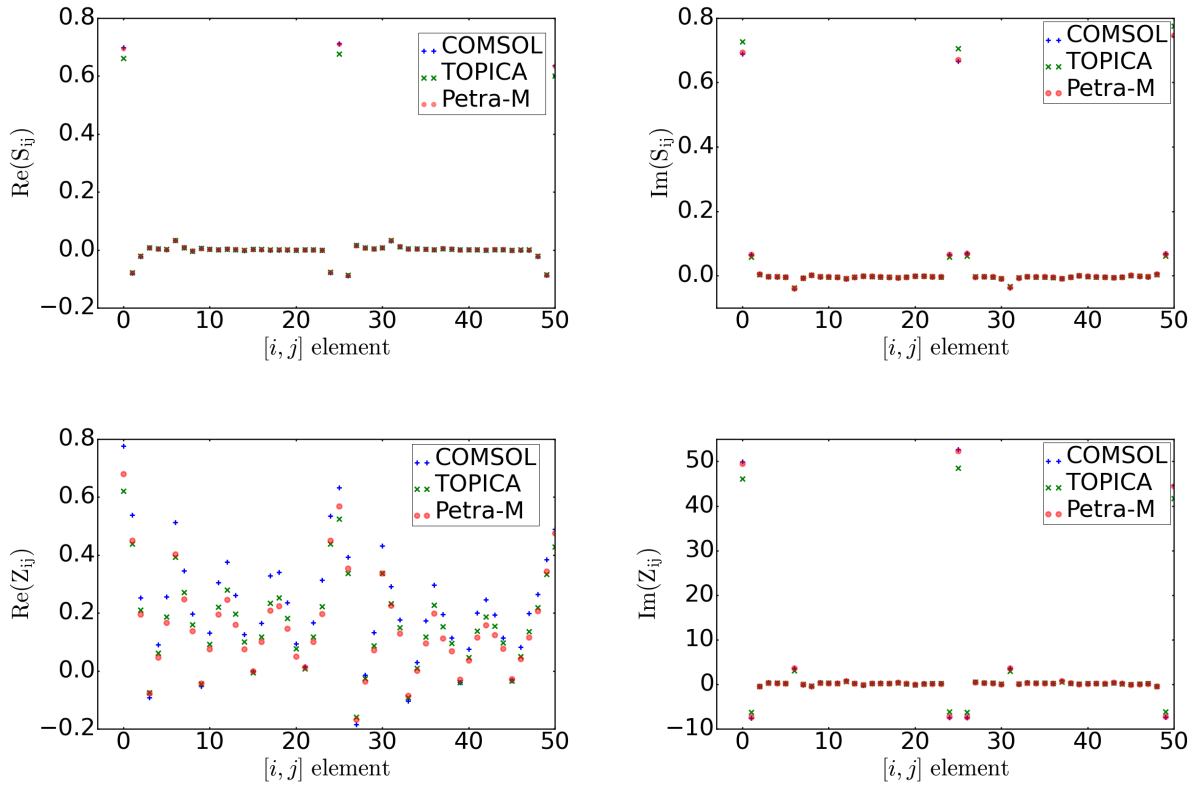 0.8
0.6
0.4
0.2
0.0
−0.2
Re(S_ij)
0 10 20 30 40 50
[i, j] element
COMSOL
TOPICA
Petra-M
0.8
0.6
0.4
0.2
0.0
Im(S_ij)
0 10 20 30 40 50
[i, j] element
COMSOL
TOPICA
Petra-M
0.8
0.6
0.4
0.2
0.0
−0.2
Re(Z_ij)
0 10 20 30 40 50
[i, j] element
COMSOL
TOPICA
Petra-M
50
40
30
20
10
0
−10
Im(Z_ij)
0 10 20 30 40 50
[i, j] element
COMSOL
TOPICA
Petra-M